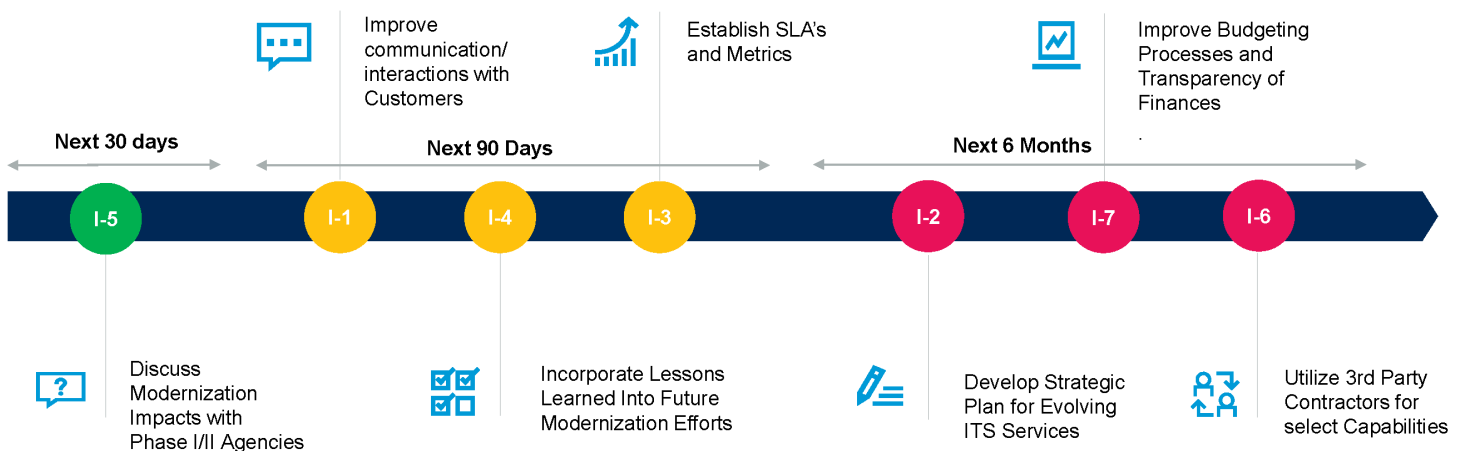 Improve
communication/
interactions with
Customers
Establish SLA's
and Metrics
Improve Budgeting
Processes and
Transparency of
Finances
.
Next 30 days
Next 90 Days
Next 6 Months
I-5
I-1
I-4
I-3
I-2
I-7
I-6
?
Discuss
Modernization
Impacts with
Phase I/II Agencies
Incorporate Lessons
Learned Into Future
Modernization Efforts
Develop Strategic
Plan for Evolving
ITS Services
Utilize 3rd Party
Contractors for
select Capabilities